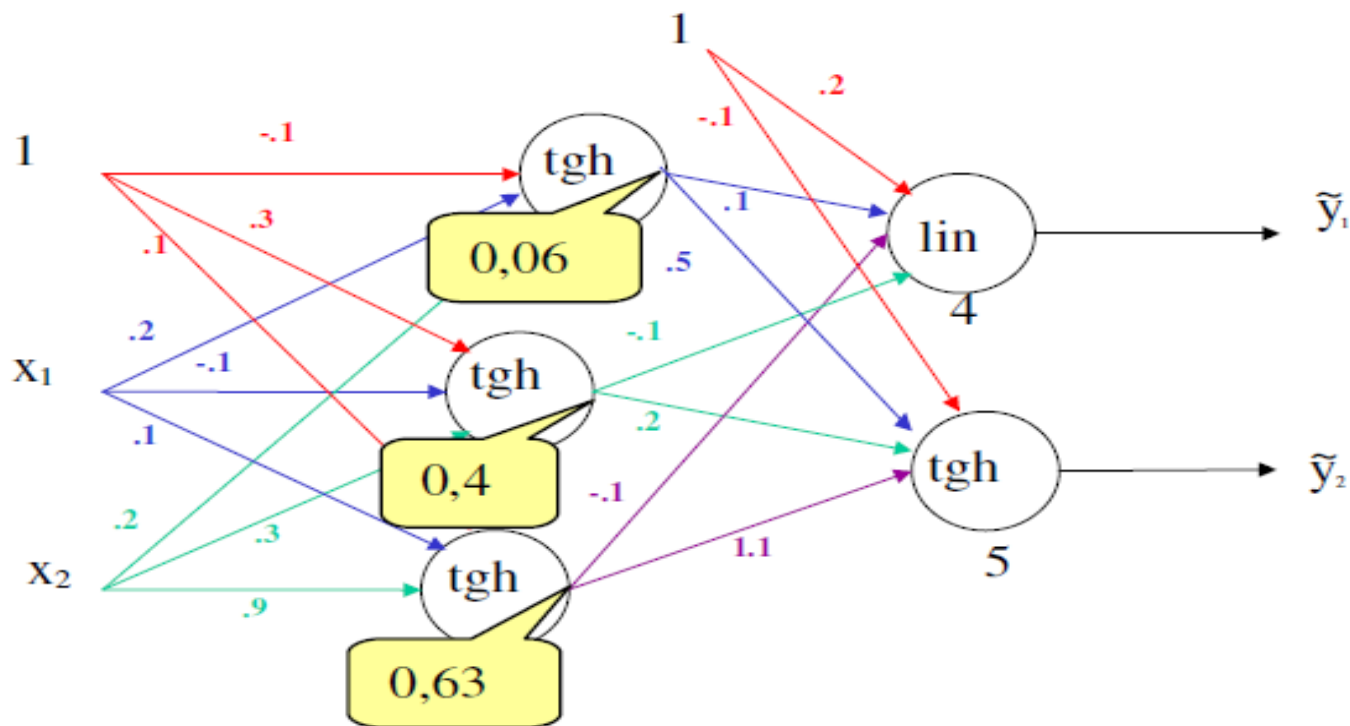 1
.2
-.1
-.1
1
tgh
.3
.1
.1
ỹ₁
lin
0,06
.5
4
.2
-.1
-.1
x₁
tgh
.1
.2
tgh
ỹ₂
0,4
-.1
.2
.3
1.1
5
x₂
tgh
.9
0,63